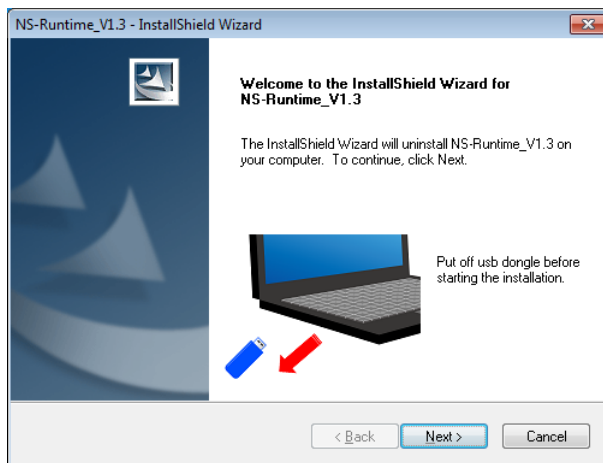 NS-Runtime_V1.3 - InstallShield Wizard
Welcome to the InstallShield Wizard for
NS-Runtime_V1.3
The InstallShield Wizard will uninstall NS-Runtime_V1.3 on
your computer. To continue, click Next.
Put off usb dongle before
starting the installation.
< Back
Next >
Cancel